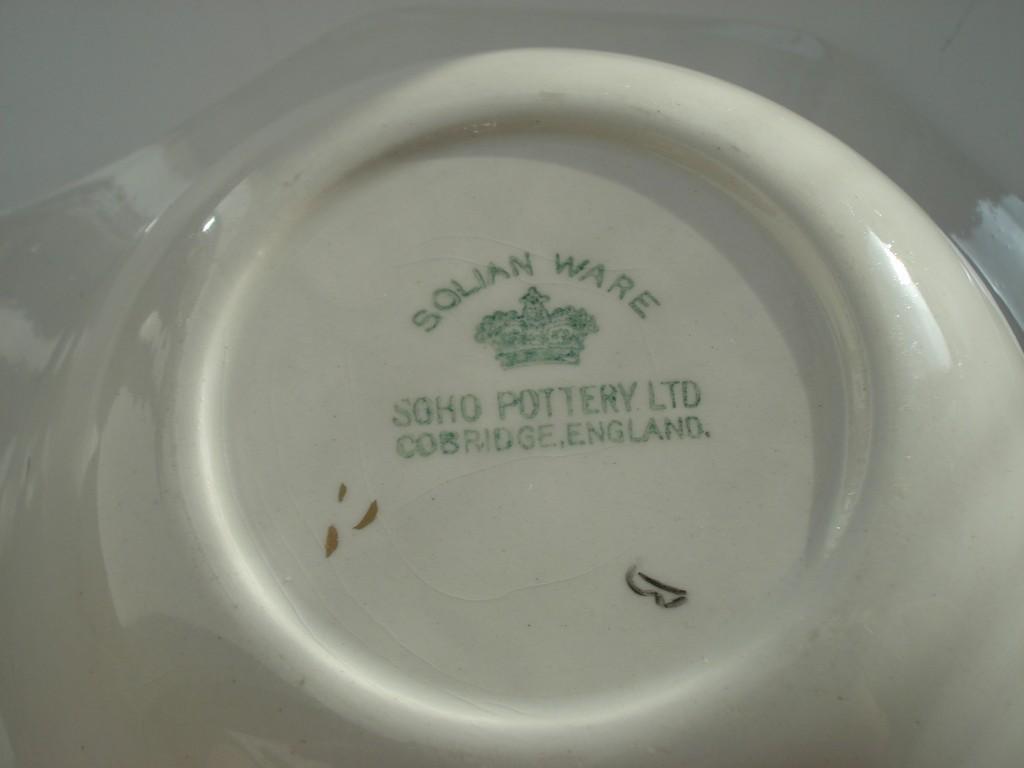 SOLIAN WARE
SOHO POTTERY LTD
COBRIDGE.ENGLAND.